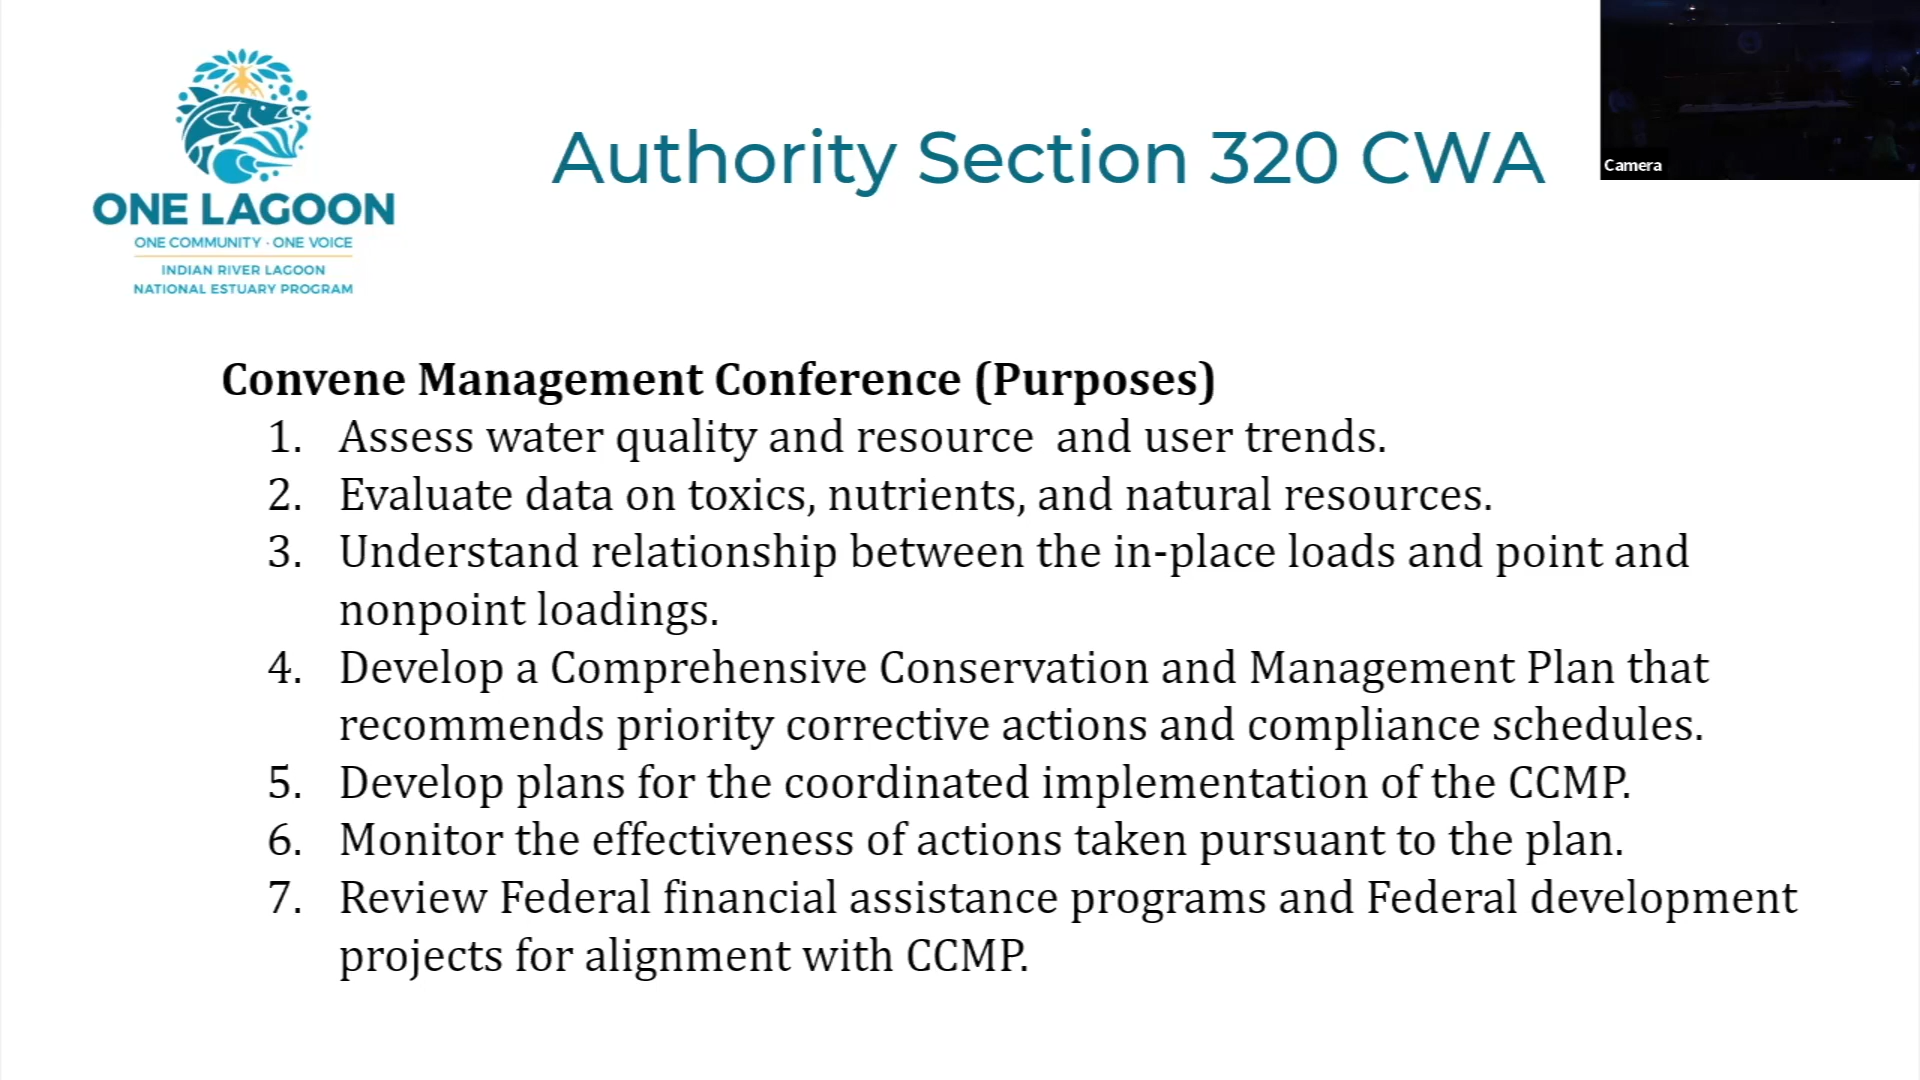 ONE LAGOON
ONE COMMUNITY · ONE VOICE
INDIAN RIVER LAGOON
NATIONAL ESTUARY PROGRAM
Authority Section 320 CWA
Camera
Convene Management Conference (Purposes)
1. Assess water quality and resource  and user trends.
2. Evaluate data on toxics, nutrients, and natural resources.
3. Understand relationship between the in-place loads and point and
nonpoint loadings.
4. Develop a Comprehensive Conservation and Management Plan that
recommends priority corrective actions and compliance schedules.
5. Develop plans for the coordinated implementation of the CCMP.
6. Monitor the effectiveness of actions taken pursuant to the plan.
7. Review Federal financial assistance programs and Federal development
projects for alignment with CCMP.